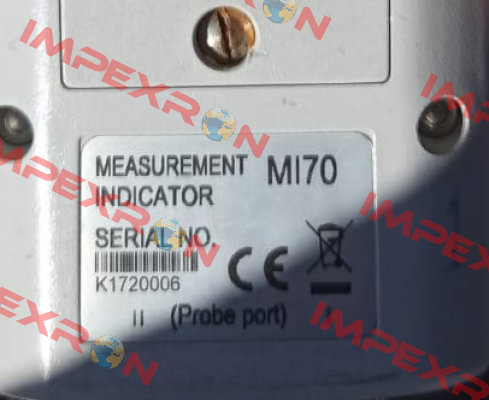 IMPEXRON
MEASUREMENT MI70
INDICATOR
SERIAL NO.
K1720006
CE
II (Probe port) I
IMPEXRON
IMPEXRON
IMPEXRON
IMPEXRON